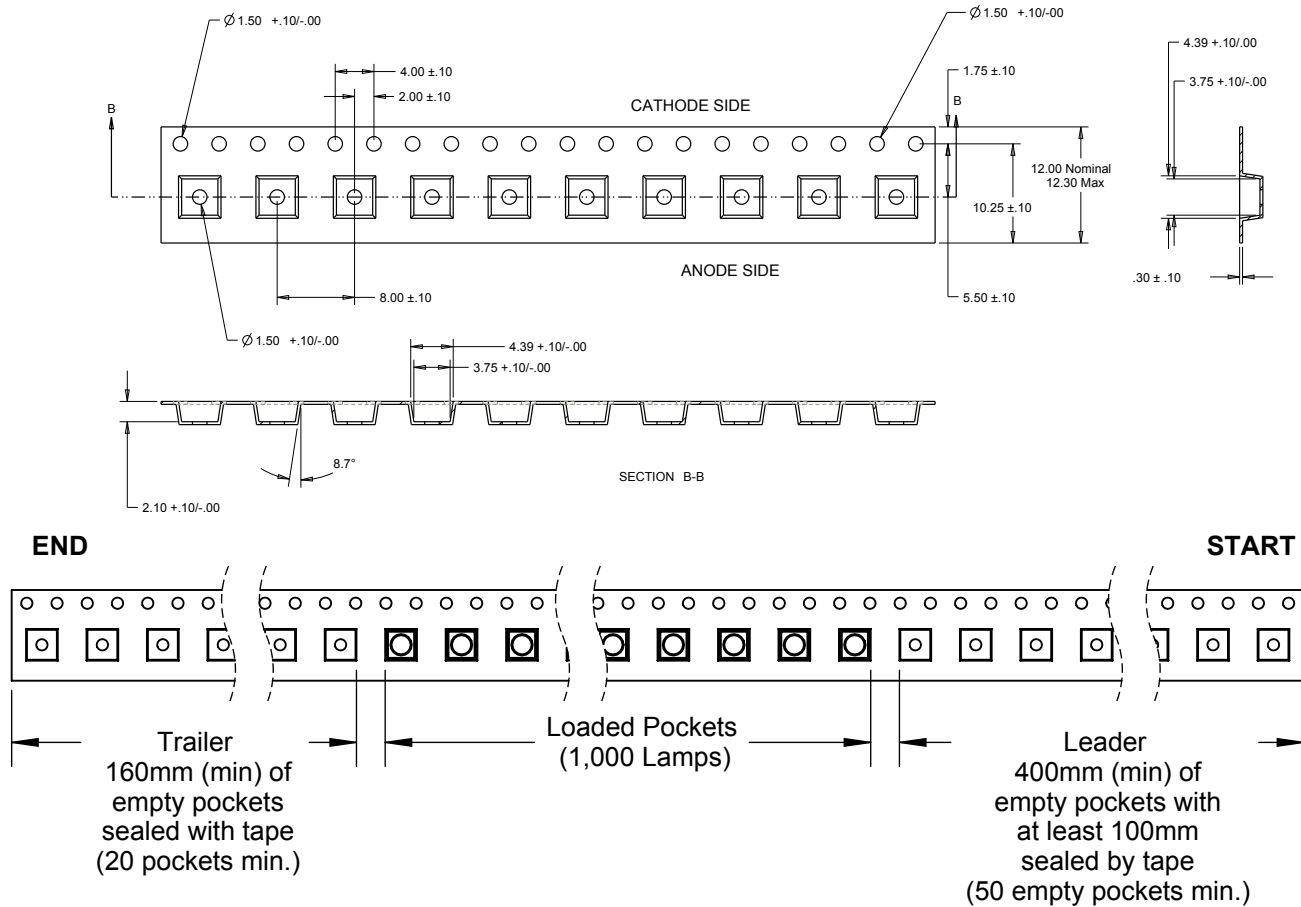 Ø 1.50 +.10/-.00
Ø 1.50 +.10/-00
4.39 +.10/.00
4.00 ±.10
1.75 ±.10
3.75 +.10/-.00
2.00 ±.10
B
CATHODE SIDE
B
12.00 Nominal
12.30 Max
10.25 ±.10
ANODE SIDE
.30 ± .10
8.00 ±.10
5.50 ±.10
Ø 1.50 +.10/-.00
4.39 +.10/-.00
3.75 +.10/-.00
8.7°
SECTION B-B
2.10 +.10/-.00
END
START
Trailer
160mm (min) of
empty pockets
sealed with tape
(20 pockets min.)
Loaded Pockets
(1,000 Lamps)
Leader
400mm (min) of
empty pockets with
at least 100mm
sealed by tape
(50 empty pockets min.)